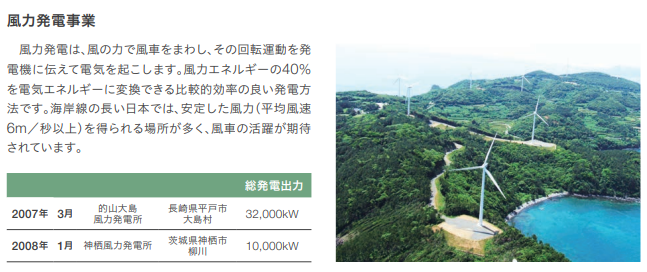 風力発電事業
風力発電は、風の力で風車をまわし、その回転運動を発
電機に伝えて電気を起こします。風力エネルギーの40%
を電気エネルギーに変換できる比較的効率の良い発電方
法です。海岸線の長い日本では、安定した風力（平均風速
6m／秒以上）を得られる場所が多く、風車の活躍が期待
されています。
総発電出力
2007年 3月 的山大島 長崎県平戸市 32,000kW
風力発電所 大島村
2008年 1月 神栖風力発電所 茨城県神栖市 10,000kW
柳川